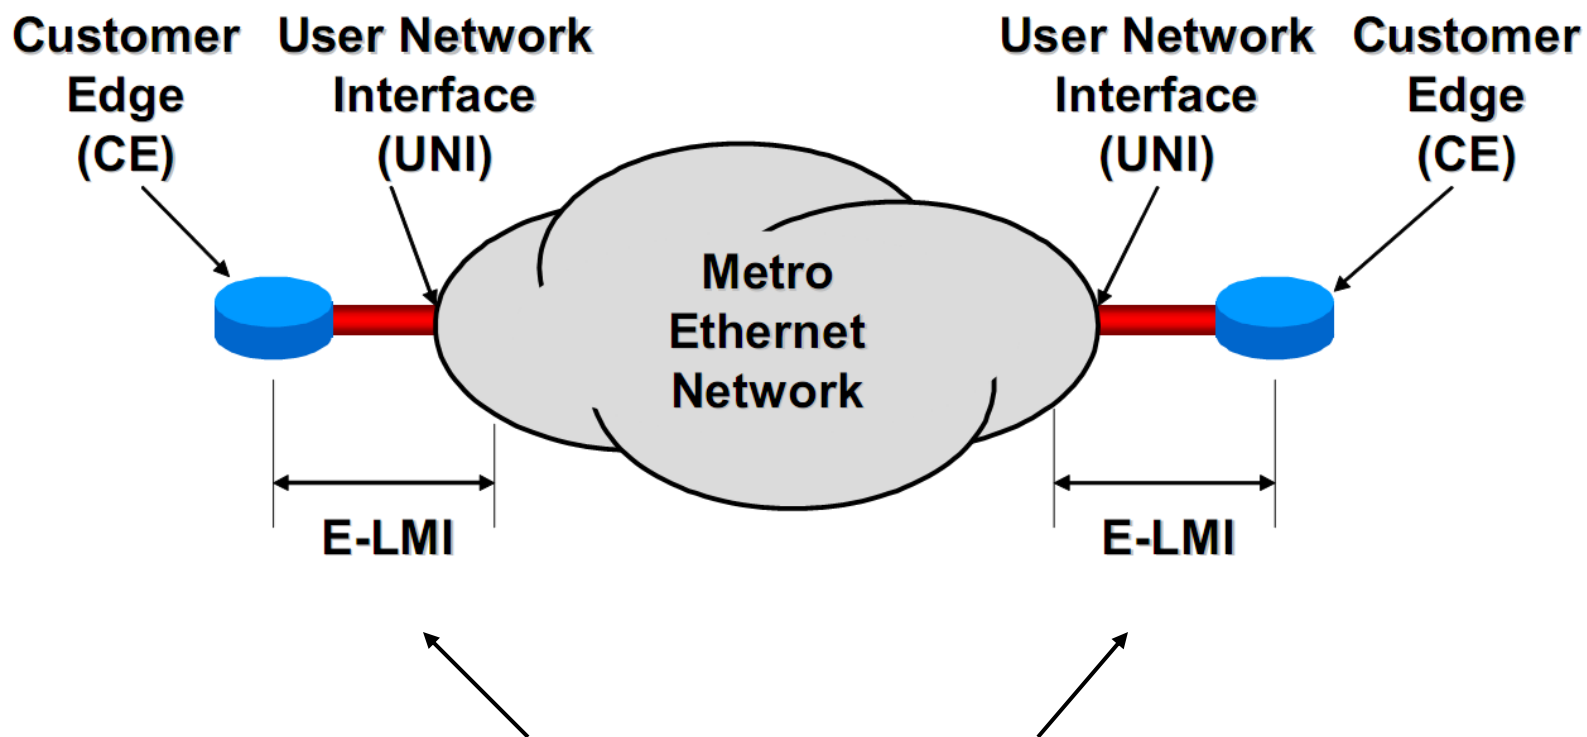 Customer
Edge
(CE)
User Network
Interface
(UNI)
User Network
Interface
(UNI)
Customer
Edge
(CE)
Metro
Ethernet
Network
E-LMI
E-LMI